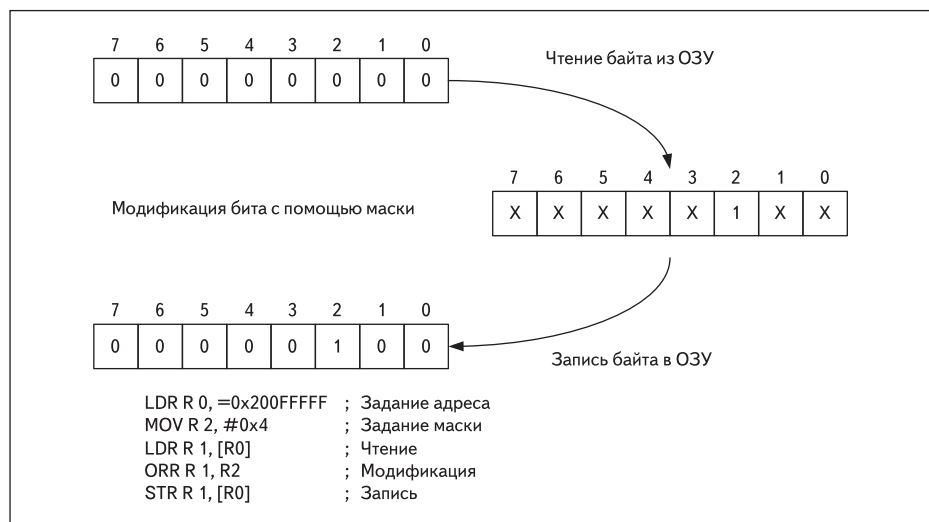 7 6 5 4 3 2 1 0
0 0 0 0 0 0 0 0
Чтение байта из ОЗУ
7 6 5 4 3 2 1 0
X X X X X 1 X X
Модификация бита с помощью маски
7 6 5 4 3 2 1 0
0 0 0 0 0 1 0 0
Запись байта в ОЗУ
LDR R 0, =0x200FFFFF ; Задание адреса
MOV R 2, #0x4 ; Задание маски
LDR R 1, [R0] ; Чтение
ORR R 1, R2 ; Модификация
STR R 1, [R0] ; Запись